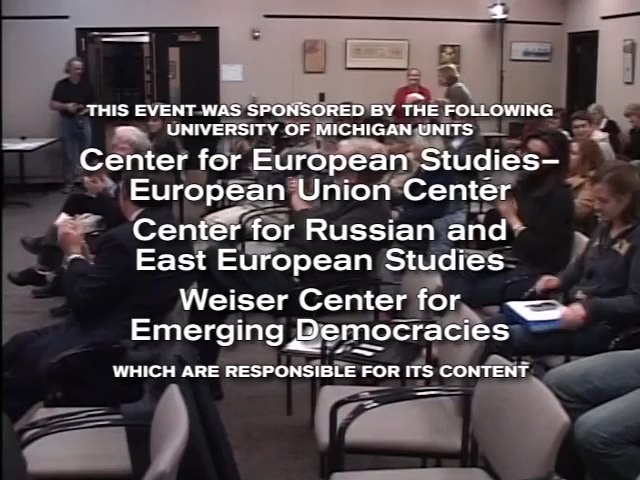 THIS EVENT WAS SPONSORED BY THE FOLLOWING
UNIVERSITY OF MICHIGAN UNITS
Center for European Studies–
European Union Center
Center for Russian and
East European Studies
Weiser Center for
Emerging Democracies
WHICH ARE RESPONSIBLE FOR ITS CONTENT